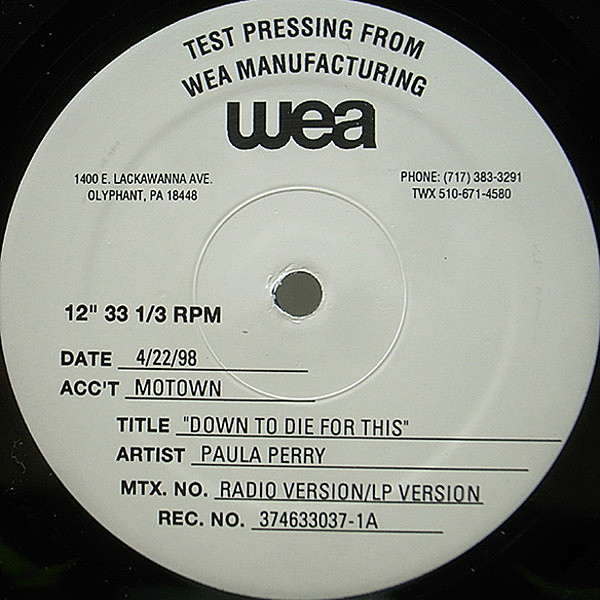 TEST PRESSING FROM
WEA MANUFACTURING
wea
1400 E. LACKAWANNA AVE.
OLYPHANT, PA 18448
PHONE: (717) 383-3291
TWX 510-671-4580
12" 33 1/3 RPM
DATE 4/22/98
ACC'T MOTOWN
TITLE "DOWN TO DIE FOR THIS"
ARTIST PAULA PERRY
MTX. NO. RADIO VERSION/LP VERSION
REC. NO. 374633037-1A